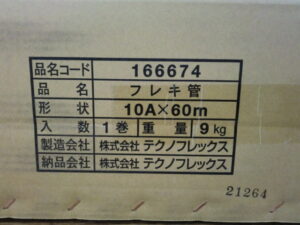 品名コード 166674
品名 フレキ管
形状 10A×60m
入数 1巻 重量 9kg
製造会社 株式会社 テクノフレックス
納品会社 株式会社 テクノフレックス
21264